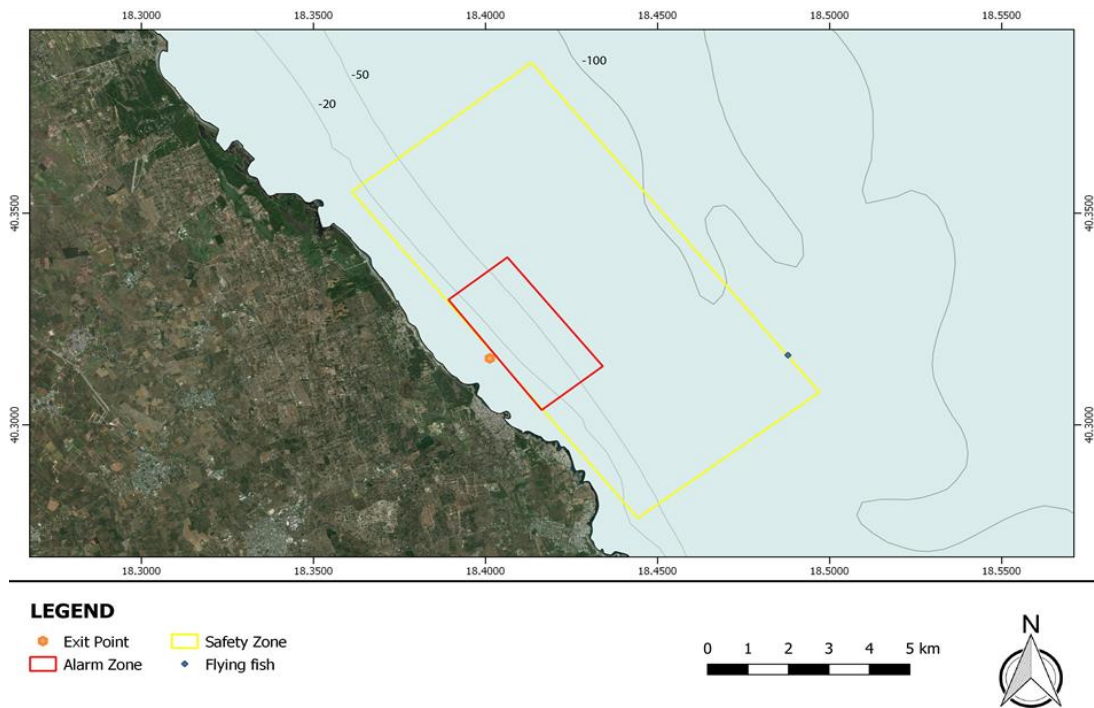 18.3000 18.3500 18.4000 18.4500 18.5000 18.5500
-50
-100
-20
40.3500 40.3500
40.3000 40.3000
18.3000 18.3500 18.4000 18.4500 18.5000 18.5500
LEGEND
Exit Point Safety Zone
Alarm Zone Flying fish
0 1 2 3 4 5 km
N